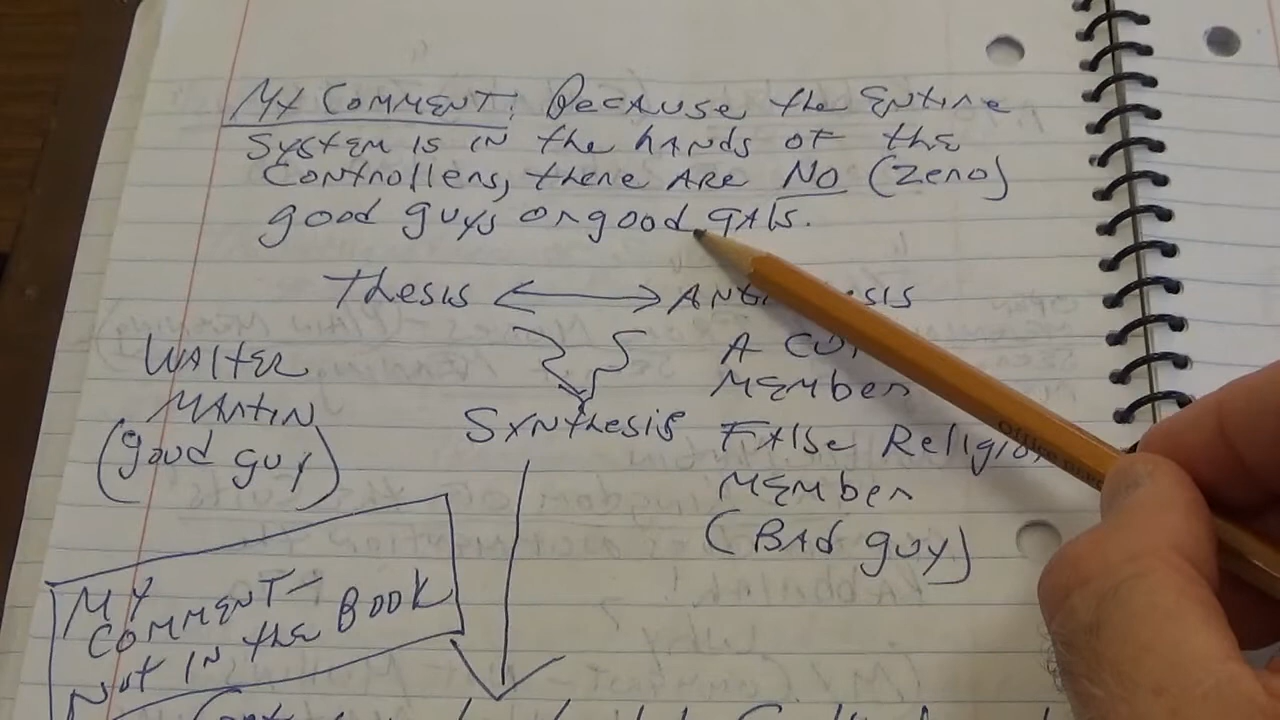 MY COMMENT: BECAUSE the ENTIRE
SYSTEM IS IN the hANDS OF the
CONTROllERS, there ARE NO (ZERO)
good guys or good gAls.
Thesis ANTI
WAlTER
MARTIN
(good guy)
SYNThesis
A
MEMBER
FAlse Religion
MEMBER
(BAd guy)
MY
COMMENT-
NOT IN the BOOK
Office